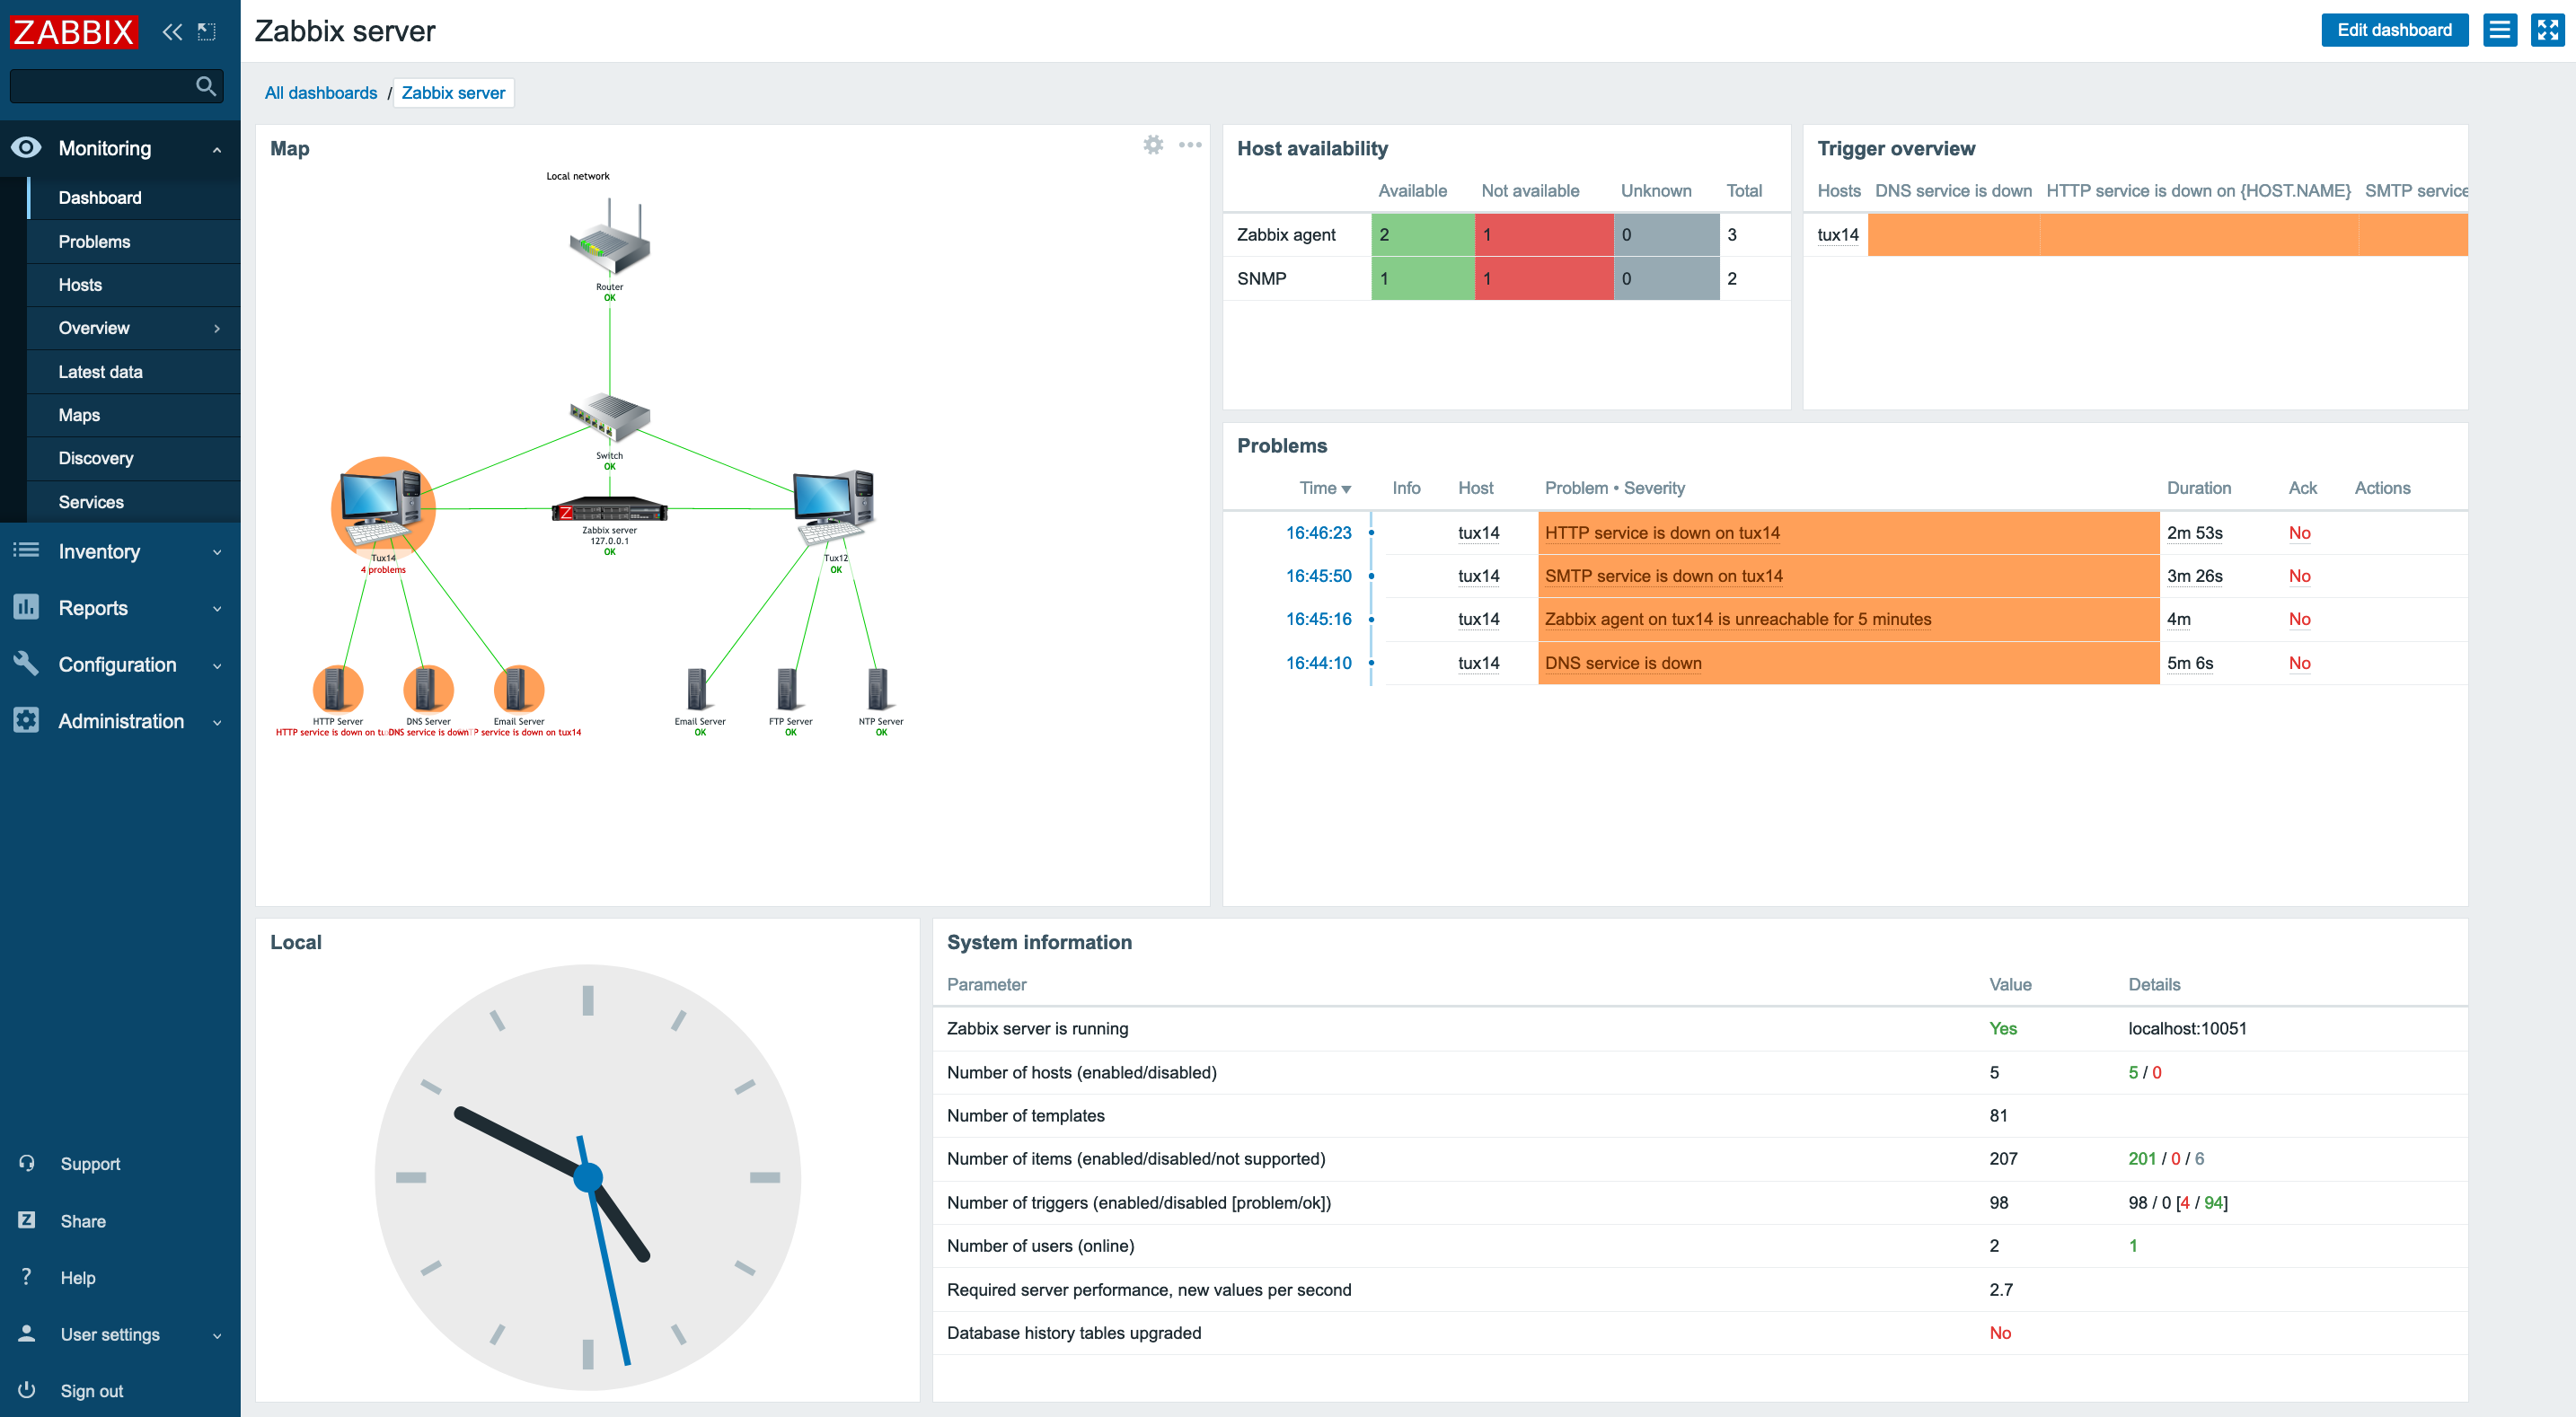 ZABBIX
Zabbix server
Edit dashboard
All dashboards / Zabbix server
Monitoring
Dashboard
Problems
Hosts
Overview
Latest data
Maps
Discovery
Services
Inventory
Reports
Configuration
Administration
Support
Z Share
? Help
User settings
Sign out
Map
Local network
Router
OK
Switch
OK
Z
Zabbix server
127.0.0.1
OK
Tux14
4 problems
Tux12
OK
HTTP Server
DNS Server
Email Server
Email Server
FTP Server
NTP Server
HTTP service is down on tu
DNS service is down
P service is down on tux14
OK
OK
OK
Host availability
Available Not available Unknown Total
Zabbix agent 2 1 0 3
SNMP 1 1 0 2
Trigger overview
Hosts DNS service is down HTTP service is down on {HOST.NAME} SMTP service
tux14
Problems
Time Info Host Problem • Severity Duration Ack Actions
16:46:23 tux14 HTTP service is down on tux14 2m 53s No
16:45:50 tux14 SMTP service is down on tux14 3m 26s No
16:45:16 tux14 Zabbix agent on tux14 is unreachable for 5 minutes 4m No
16:44:10 tux14 DNS service is down 5m 6s No
Local
System information
Parameter Value Details
Zabbix server is running Yes localhost:10051
Number of hosts (enabled/disabled) 5 5 / 0
Number of templates 81
Number of items (enabled/disabled/not supported) 207 201 / 0 / 6
Number of triggers (enabled/disabled [problem/ok]) 98 98 / 0 [4 / 94]
Number of users (online) 2 1
Required server performance, new values per second 2.7
Database history tables upgraded No